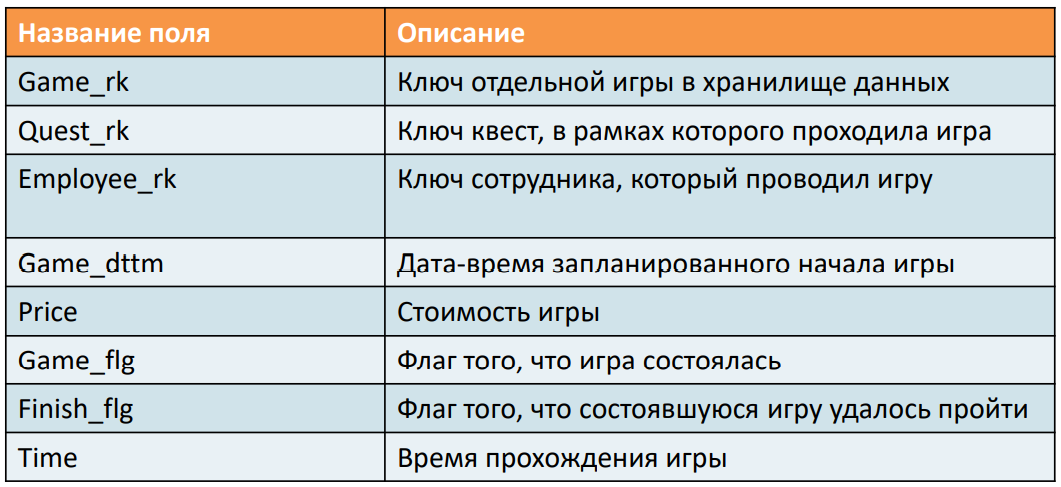 Название поля Описание
Game_rk Ключ отдельной игры в хранилище данных
Quest_rk Ключ квест, в рамках которого проходила игра
Employee_rk Ключ сотрудника, который проводил игру
Game_dttm Дата-время запланированного начала игры
Price Стоимость игры
Game_flg Флаг того, что игра состоялась
Finish_flg Флаг того, что состоявшуюся игру удалось пройти
Time Время прохождения игры